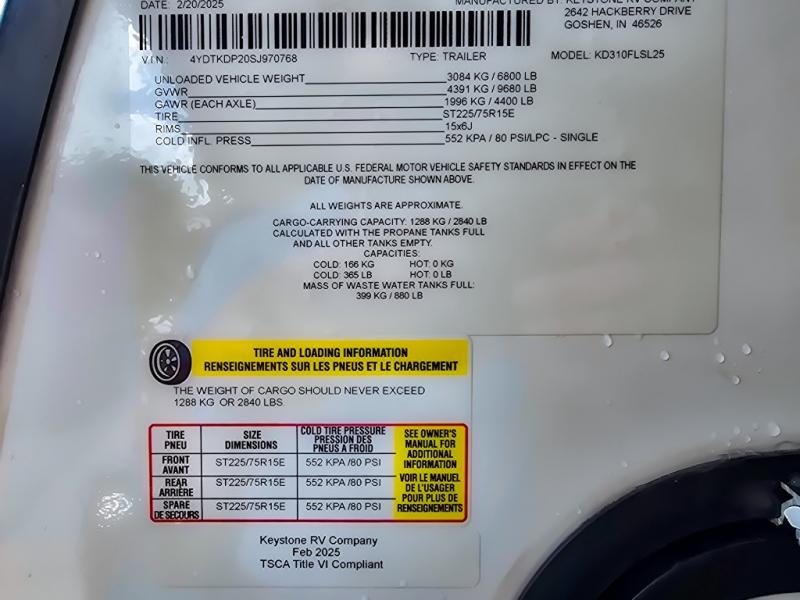 DATE: 2/20/2025
MANUFACTURED BY: KEYSTONE RV COMPANY
2642 HACKBERRY DRIVE
GOSHEN, IN 46526
V.I.N.: 4YDTKDP20SJ970768 TYPE: TRAILER MODEL: KD310FLSL25
UNLOADED VEHICLE WEIGHT 3084 KG / 6800 LB
GVWR 4391 KG / 9680 LB
GAWR (EACH AXLE) 1996 KG / 4400 LB
TIRE ST225/75R15E
RIMS 15x6J
COLD INFL. PRESS 552 KPA / 80 PSI/LPC - SINGLE
THIS VEHICLE CONFORMS TO ALL APPLICABLE U.S. FEDERAL MOTOR VEHICLE SAFETY STANDARDS IN EFFECT ON THE
DATE OF MANUFACTURE SHOWN ABOVE.
ALL WEIGHTS ARE APPROXIMATE.
CARGO-CARRYING CAPACITY: 1288 KG / 2840 LB
CALCULATED WITH THE PROPANE TANKS FULL
AND ALL OTHER TANKS EMPTY.
CAPACITIES:
COLD: 166 KG HOT: 0 KG
COLD: 365 LB HOT: 0 LB
MASS OF WASTE WATER TANKS FULL:
399 KG / 880 LB
TIRE AND LOADING INFORMATION
RENSEIGNEMENTS SUR LES PNEUS ET LE CHARGEMENT
THE WEIGHT OF CARGO SHOULD NEVER EXCEED
1288 KG OR 2840 LBS
TIRE
PNEU
SIZE
DIMENSIONS
COLD TIRE PRESSURE
PRESSION DES
PNEUS A FROID
FRONT
AVANT
ST225/75R15E 552 KPA /80 PSI
REAR
ARRIÈRE
ST225/75R15E 552 KPA /80 PSI
SPARE
DE SECOURS
ST225/75R15E 552 KPA /80 PSI
SEE OWNER'S
MANUAL FOR
ADDITIONAL
INFORMATION
VOIR LE MANUEL
DE L'USAGER
POUR PLUS DE
RENSEIGNEMENTS
Keystone RV Company
Feb 2025
TSCA Title VI Compliant